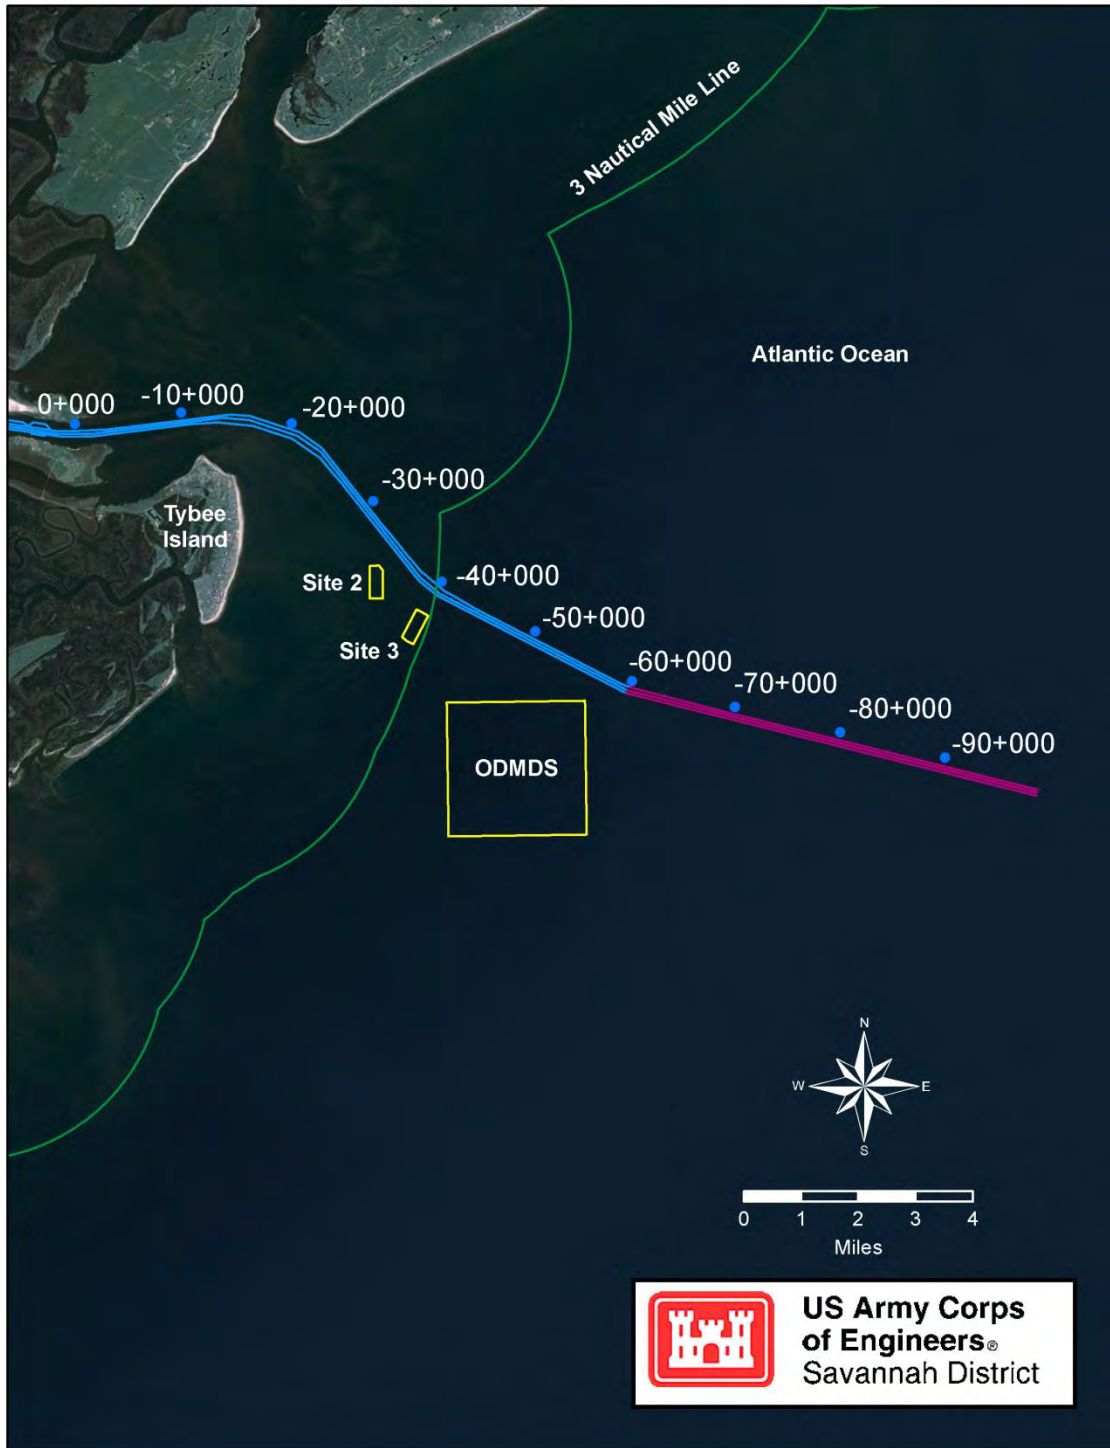 3 Nautical Mile Line
Atlantic Ocean
0+000
-10+000
-20+000
-30+000
Tybee
Island
Site 2
-40+000
Site 3
-50+000
-60+000
-70+000
-80+000
-90+000
ODMDS
N
W
E
S
0 1 2 3 4
Miles
US Army Corps
of Engineers®
Savannah District